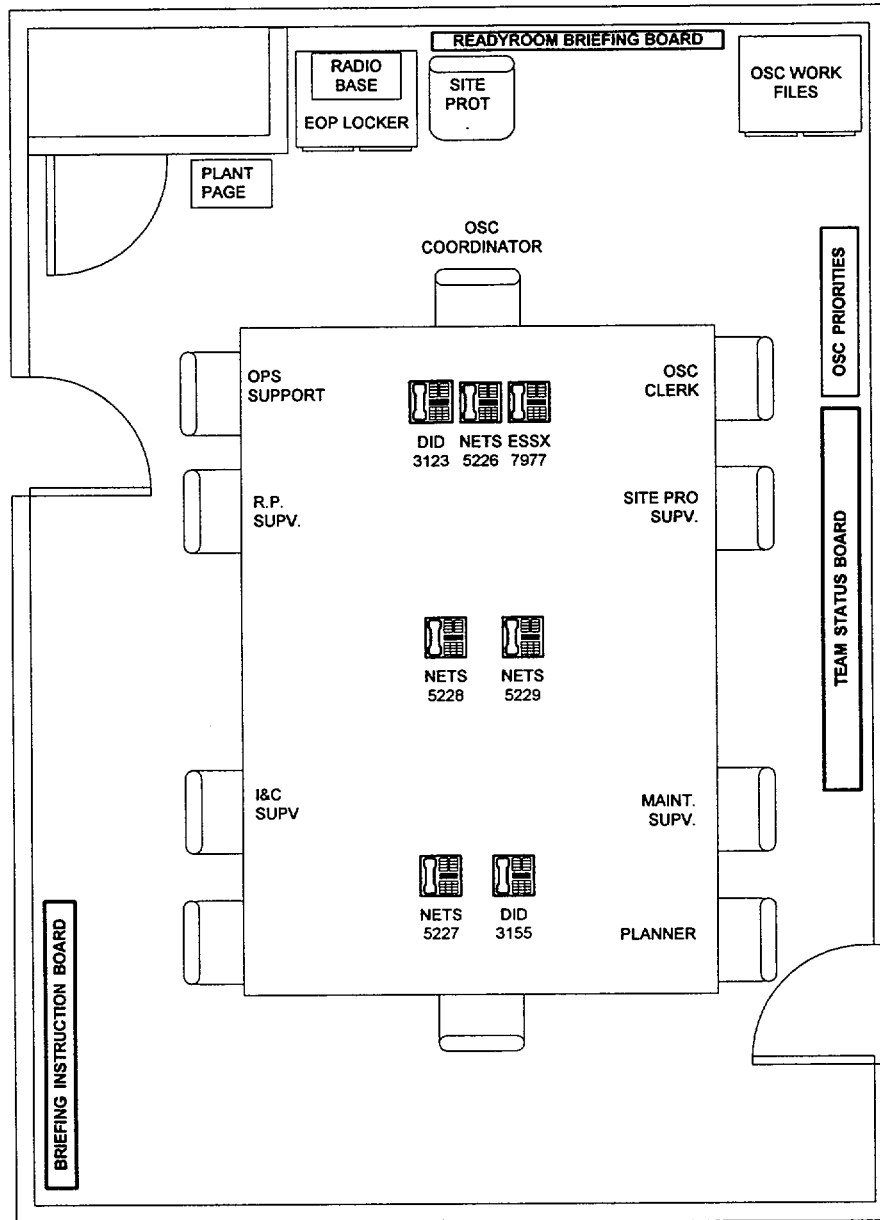 READYROOM BRIEFING BOARD
RADIO
BASE
EOP LOCKER
SITE
PROT
OSC WORK
FILES
PLANT
PAGE
OSC
COORDINATOR
OSC PRIORITIES
OPS
SUPPORT
OSC
CLERK
DID
3123
NETS
5226
ESSX
7977
R.P.
SUPV.
SITE PRO
SUPV.
TEAM STATUS BOARD
NETS
5228
NETS
5229
I&C
SUPV
MAINT.
SUPV.
NETS
5227
DID
3155
PLANNER
BRIEFING INSTRUCTION BOARD